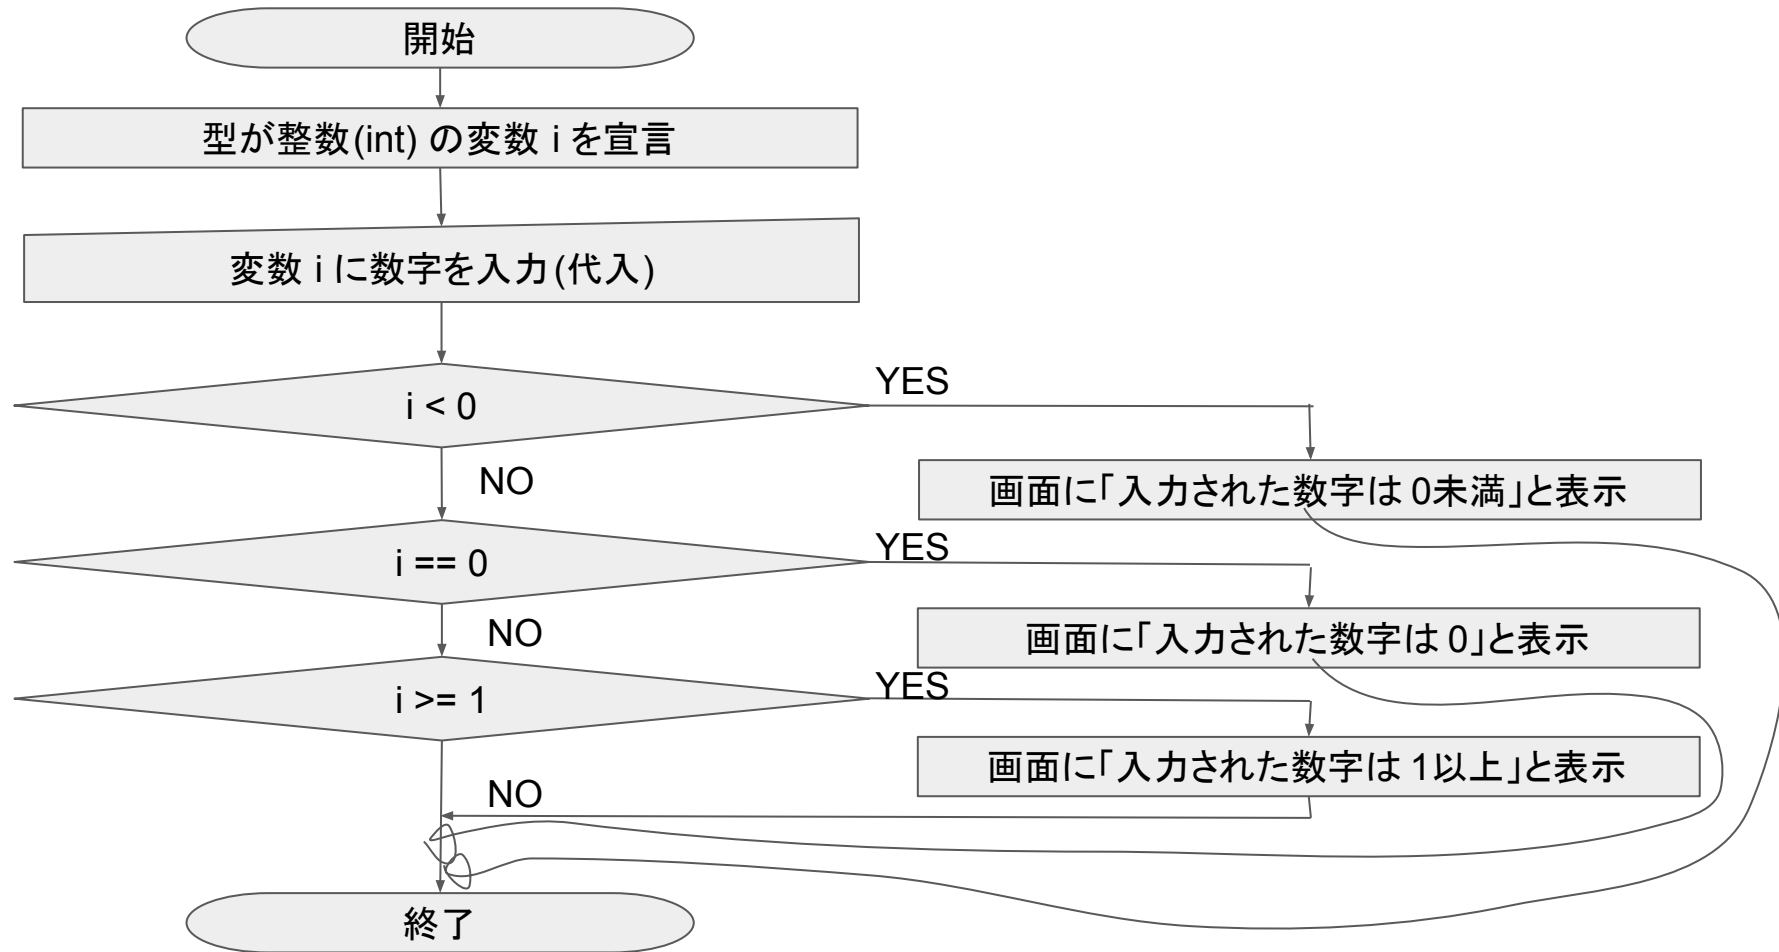 開始
型が整数(int) の変数 i を宣言
変数 i に数字を入力(代入)
i < 0
YES
NO
画面に「入力された数字は 0未満」と表示
i == 0
YES
NO
画面に「入力された数字は 0」と表示
i >= 1
YES
画面に「入力された数字は 1以上」と表示
NO
終了